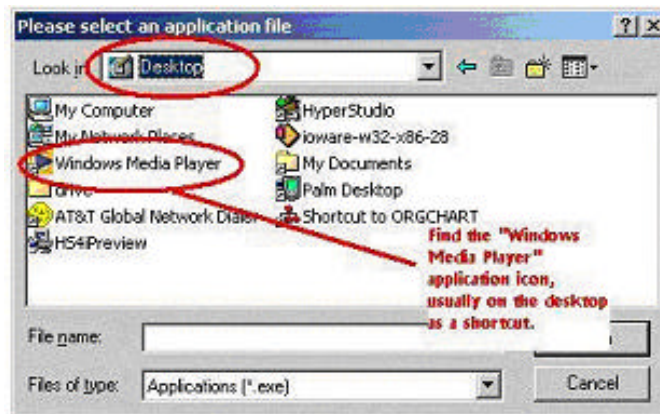 Please select an application file
Look in: Desktop
My Computer
HyperStudio
My Network Places
ioware-w32-x86-28
Windows Media Player
My Documents
drive
Palm Desktop
AT&T Global Network Dialer
Shortcut to ORGCHART
HS4iPreview
Find the "Windows
Media Player"
application icon,
usually on the desktop
as a shortcut.
File name:
Files of type:
Applications (*.exe)
Cancel